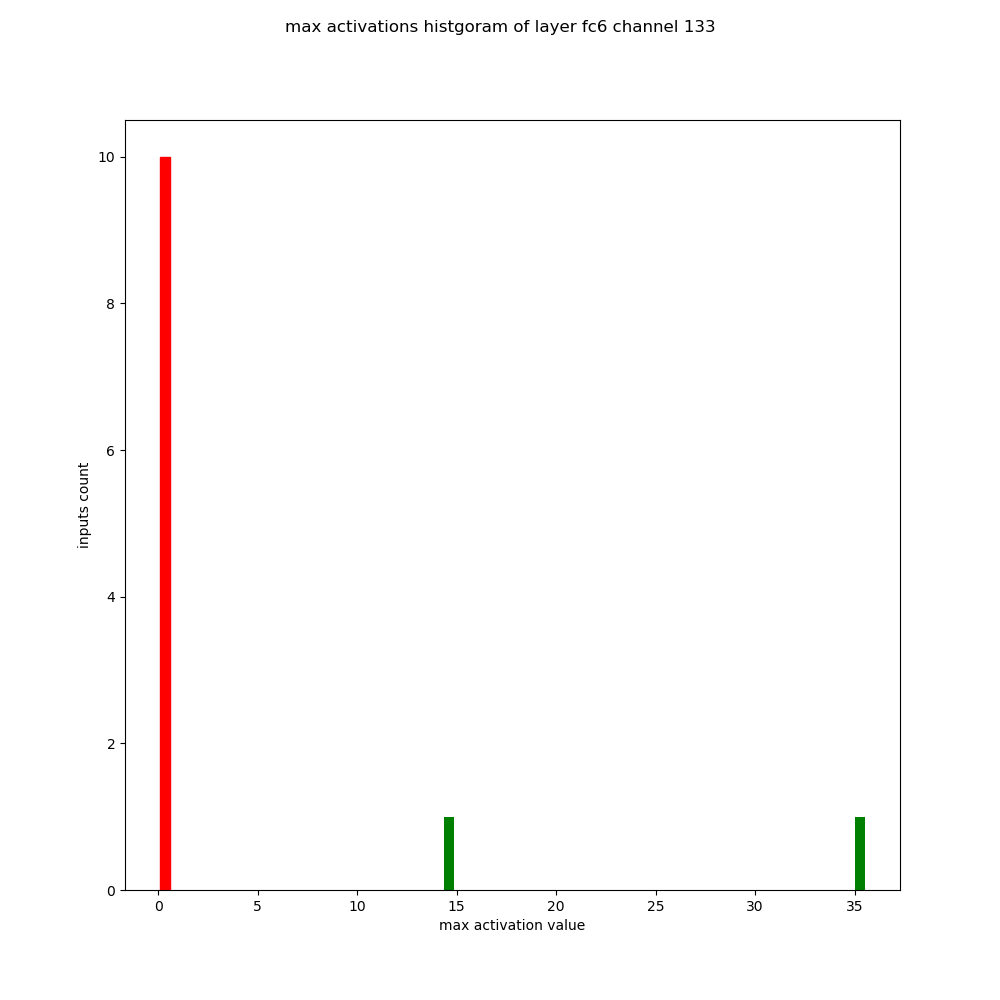 max activations histgoram of layer fc6 channel 133
10
8
6
4
2
0
inputs count
0 5 10 15 20 25 30 35
max activation value